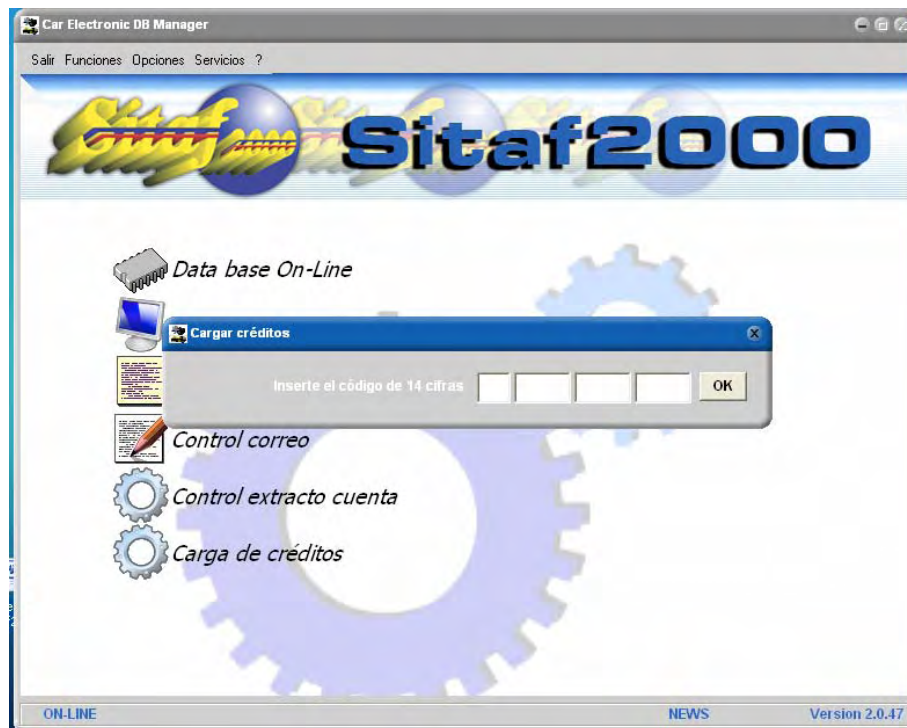 Car Electronic DB Manager
Salir Funciones Opciones Servicios ?
Sitaf2000
Sitaf2000
Data base On-Line
Cargar créditos
Inserte el código de 14 cifras
OK
Control correo
Control extracto cuenta
Carga de créditos
ON-LINE NEWS Version 2.0.47